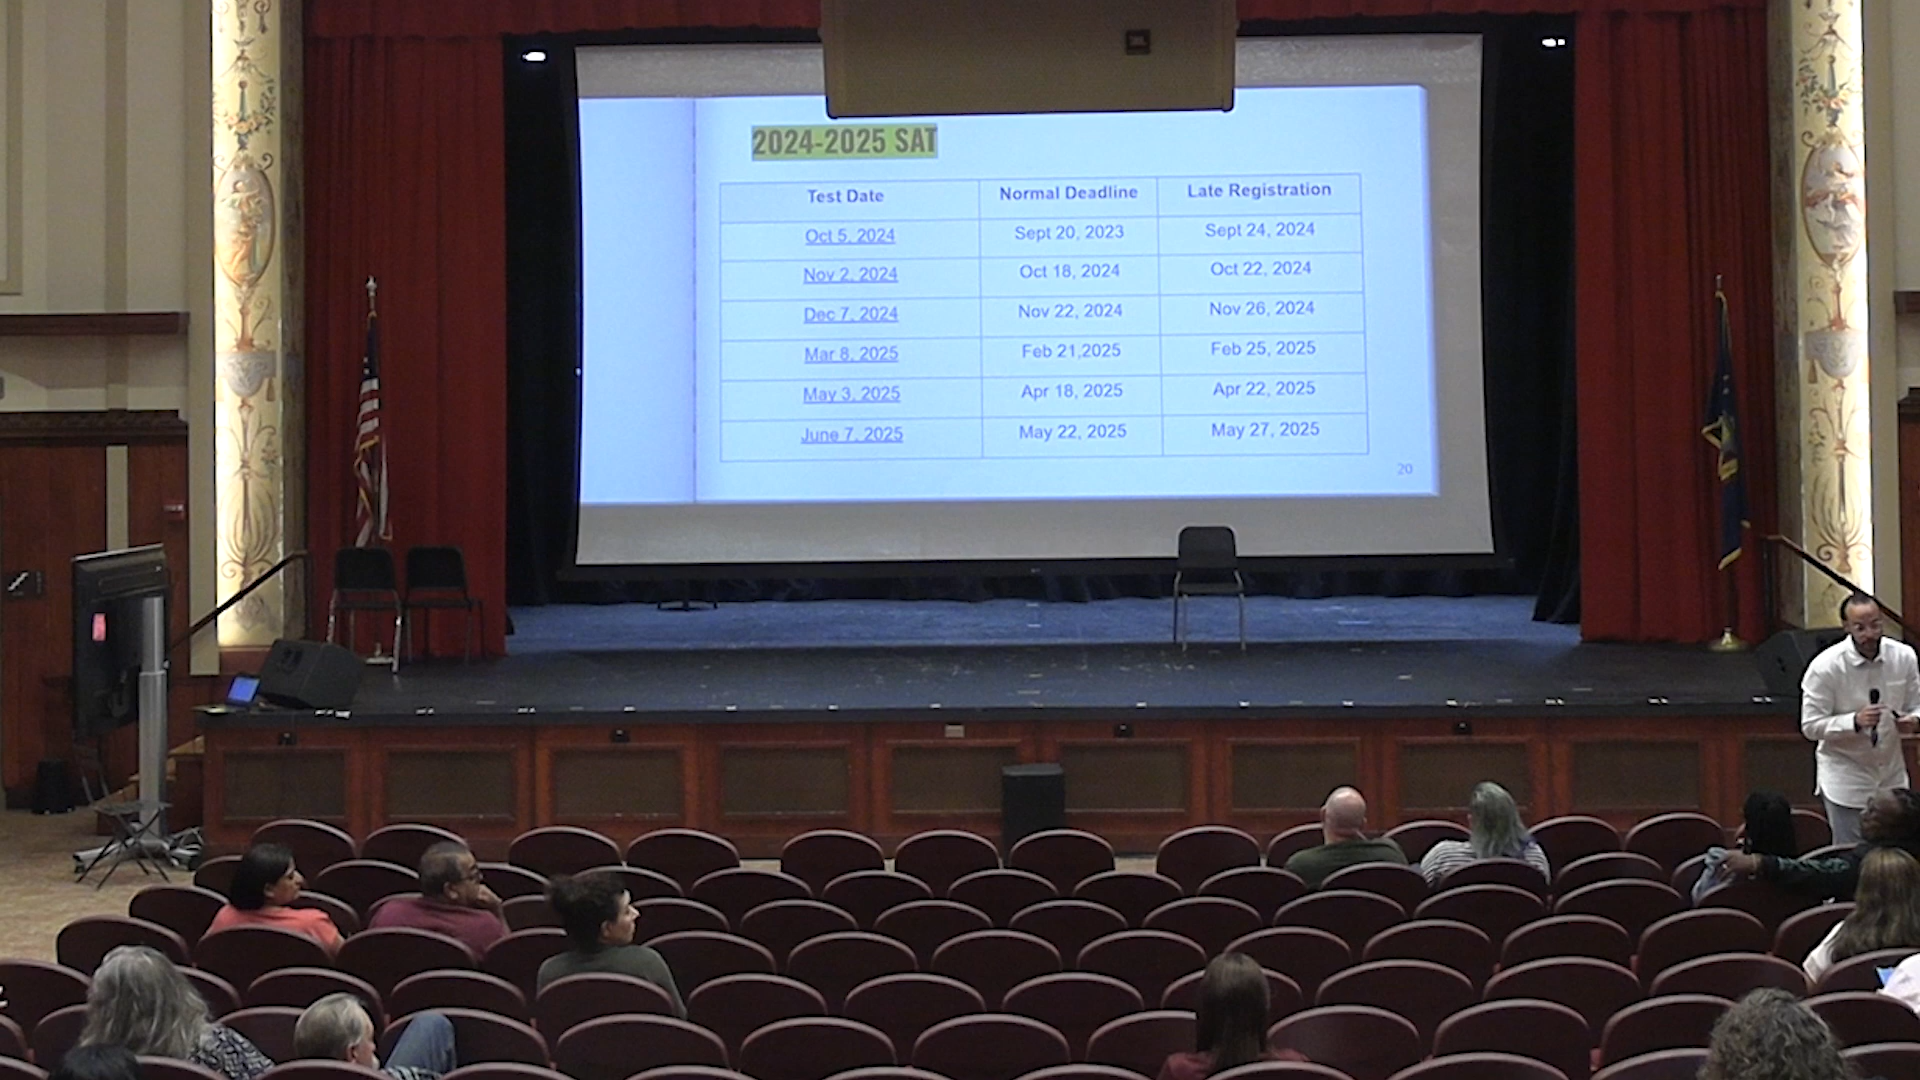 2024-2025 SAT
Test Date Normal Deadline Late Registration
Oct 5, 2024 Sept 20, 2023 Sept 24, 2024
Nov 2, 2024 Oct 18, 2024 Oct 22, 2024
Dec 7, 2024 Nov 22, 2024 Nov 26, 2024
Mar 8, 2025 Feb 21,2025 Feb 25, 2025
May 3, 2025 Apr 18, 2025 Apr 22, 2025
June 7, 2025 May 22, 2025 May 27, 2025
20